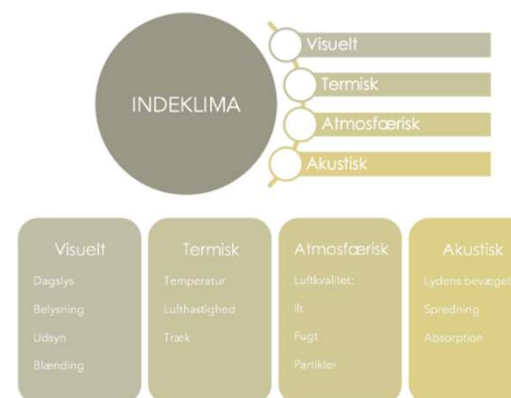 INDEKLIMA
Visuelt
Termisk
Atmosfærisk
Akustisk
Visuelt
Dagslys
Belysning
Udsyn
Blænding
Termisk
Temperatur
Lufthastighed
Træk
Atmosfærisk
Luftkvalitet:
Ilt
Fugt
Partikler
Akustisk
Lydens bevægel
Spredning
Absorption